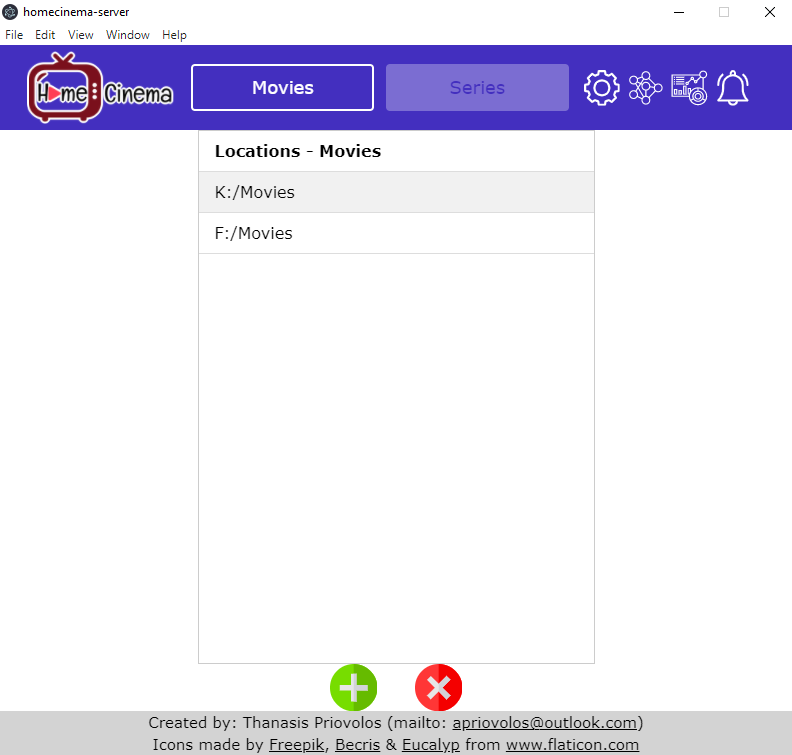 homecinema-server
File Edit View Window Help
Home Cinema
Movies
Series
Locations - Movies
K:/Movies
F:/Movies
Created by: Thanasis Priovolos (mailto: apriovolos@outlook.com)
Icons made by Freepik, Becris & Eucalyp from www.flaticon.com